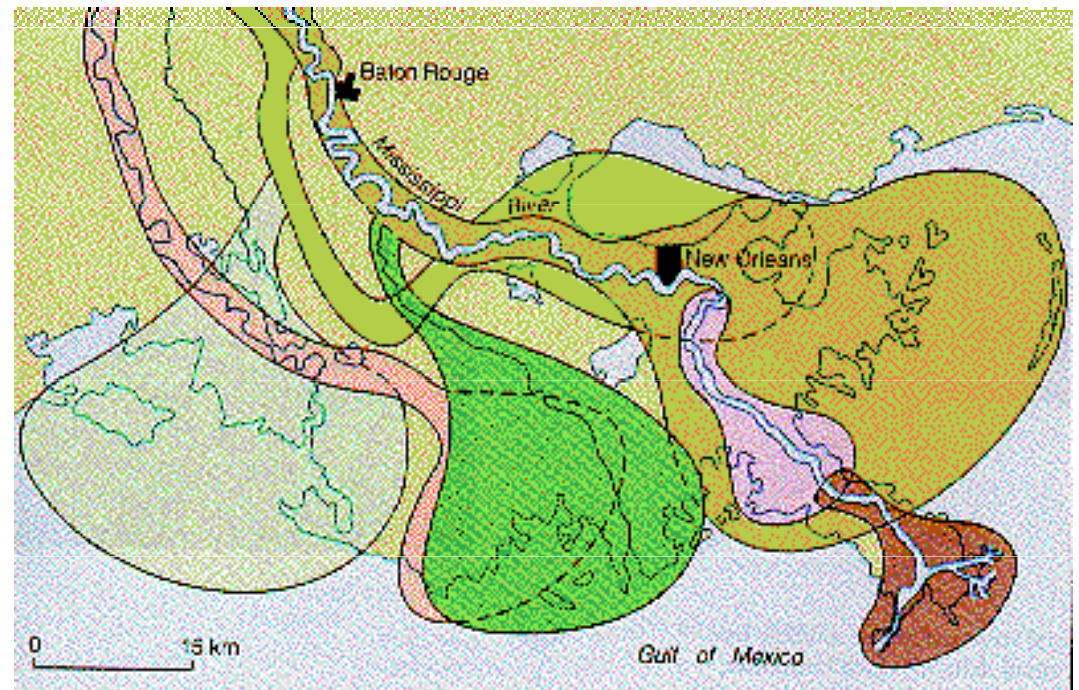 Baton Rouge
Mississippi River
New Orleans
0 15 km
Gulf of Mexico